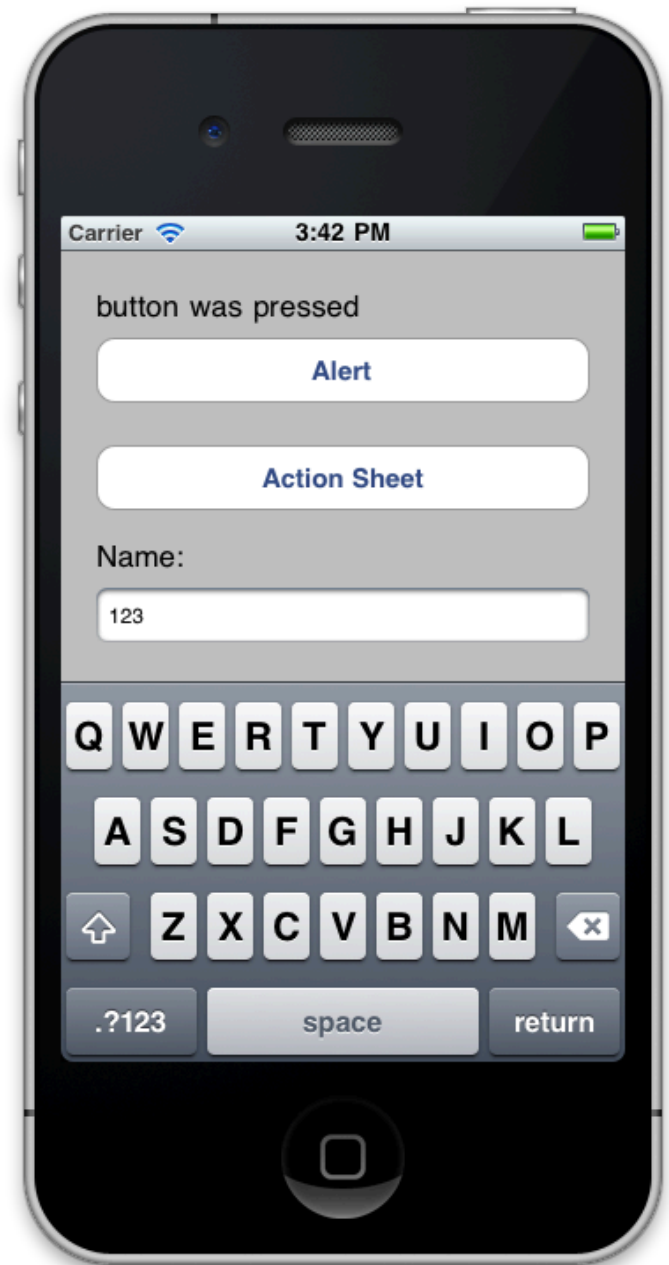 Carrier 3:42 PM
button was pressed
Alert
Action Sheet
Name:
123
Q W E R T Y U I O P
A S D F G H J K L
Z X C V B N M
.?123 space return